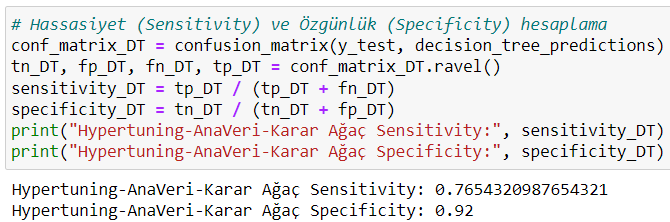 # Hassasiyet (Sensitivity) ve Özgünlük (Specificity) hesaplama
conf_matrix_DT = confusion_matrix(y_test, decision_tree_predictions)
tn_DT, fp_DT, fn_DT, tp_DT = conf_matrix_DT.ravel()
sensitivity_DT = tp_DT / (tp_DT + fn_DT)
specificity_DT = tn_DT / (tn_DT + fp_DT)
print("Hypertuning-AnaVeri-Karar Ağaç Sensitivity:", sensitivity_DT)
print("Hypertuning-AnaVeri-Karar Ağaç Specificity:", specificity_DT)
Hypertuning-AnaVeri-Karar Ağaç Sensitivity: 0.7654320987654321
Hypertuning-AnaVeri-Karar Ağaç Specificity: 0.92